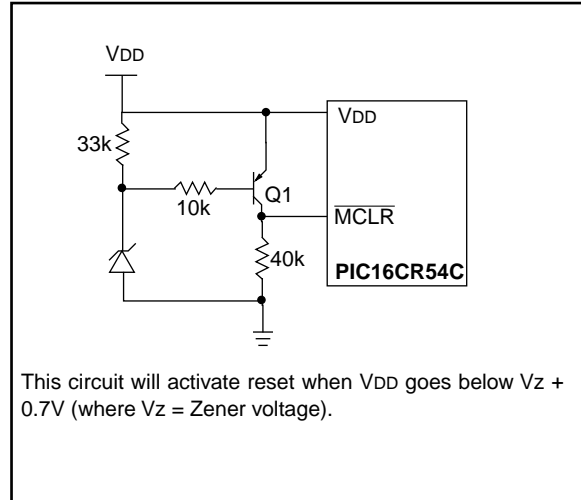 VDD
VDD
33k
10k
Q1
MCLR
40k
PIC16CR54C
This circuit will activate reset when VDD goes below Vz +
0.7V (where Vz = Zener voltage).